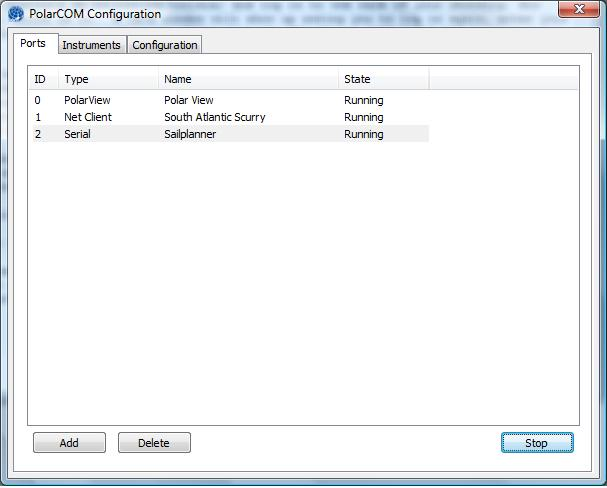 PolarCOM Configuration
Ports Instruments Configuration
ID Type Name State
0 PolarView Polar View Running
1 Net Client South Atlantic Scurry Running
2 Serial Sailplanner Running
Add Delete Stop